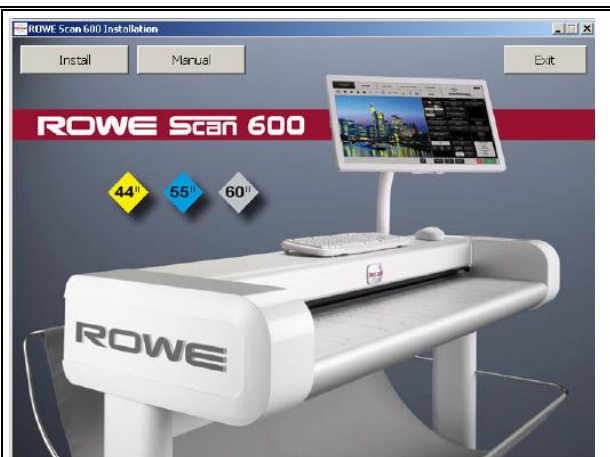 ROWE Scan 600 Installation
Install Manual Exit
ROWE Scan 600
44" 55" 60"
ROWE